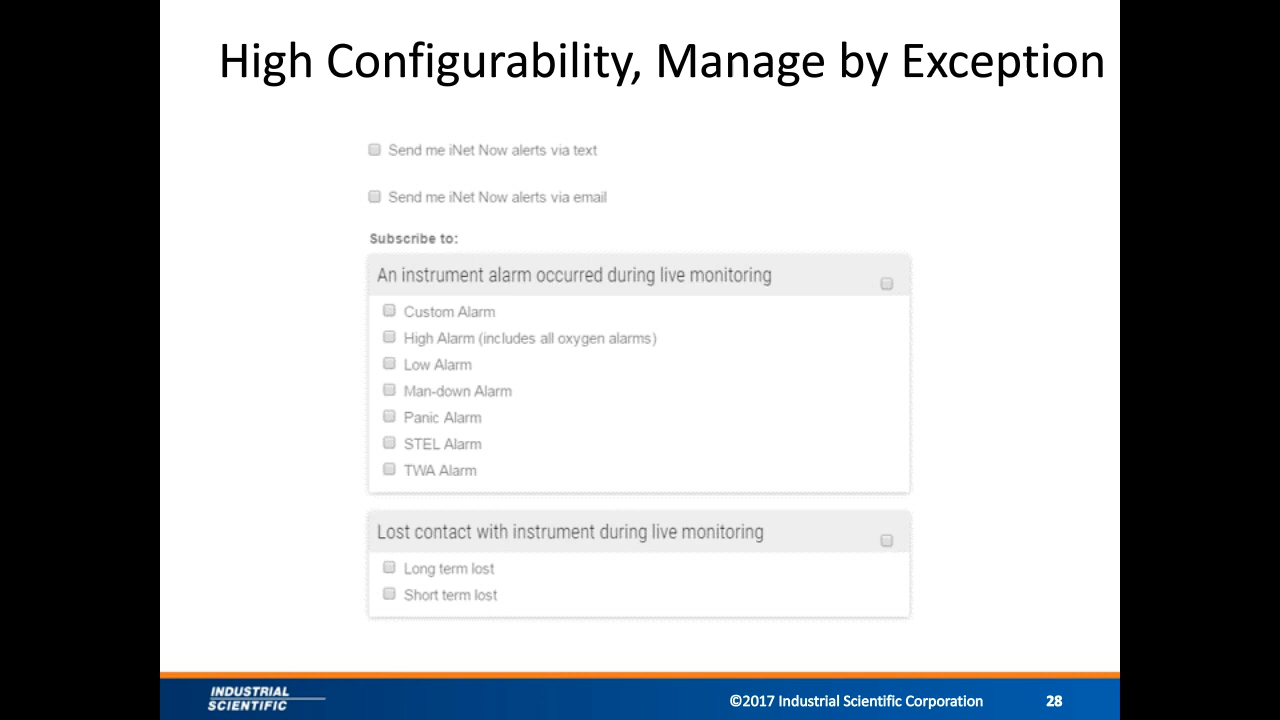 High Configurability, Manage by Exception
Send me iNet Now alerts via text
Send me iNet Now alerts via email
Subscribe to:
An instrument alarm occurred during live monitoring
Custom Alarm
High Alarm (includes all oxygen alarms)
Low Alarm
Man-down Alarm
Panic Alarm
STEL Alarm
TWA Alarm
Lost contact with instrument during live monitoring
Long term lost
Short term lost
INDUSTRIAL
SCIENTIFIC
©2017 Industrial Scientific Corporation
28